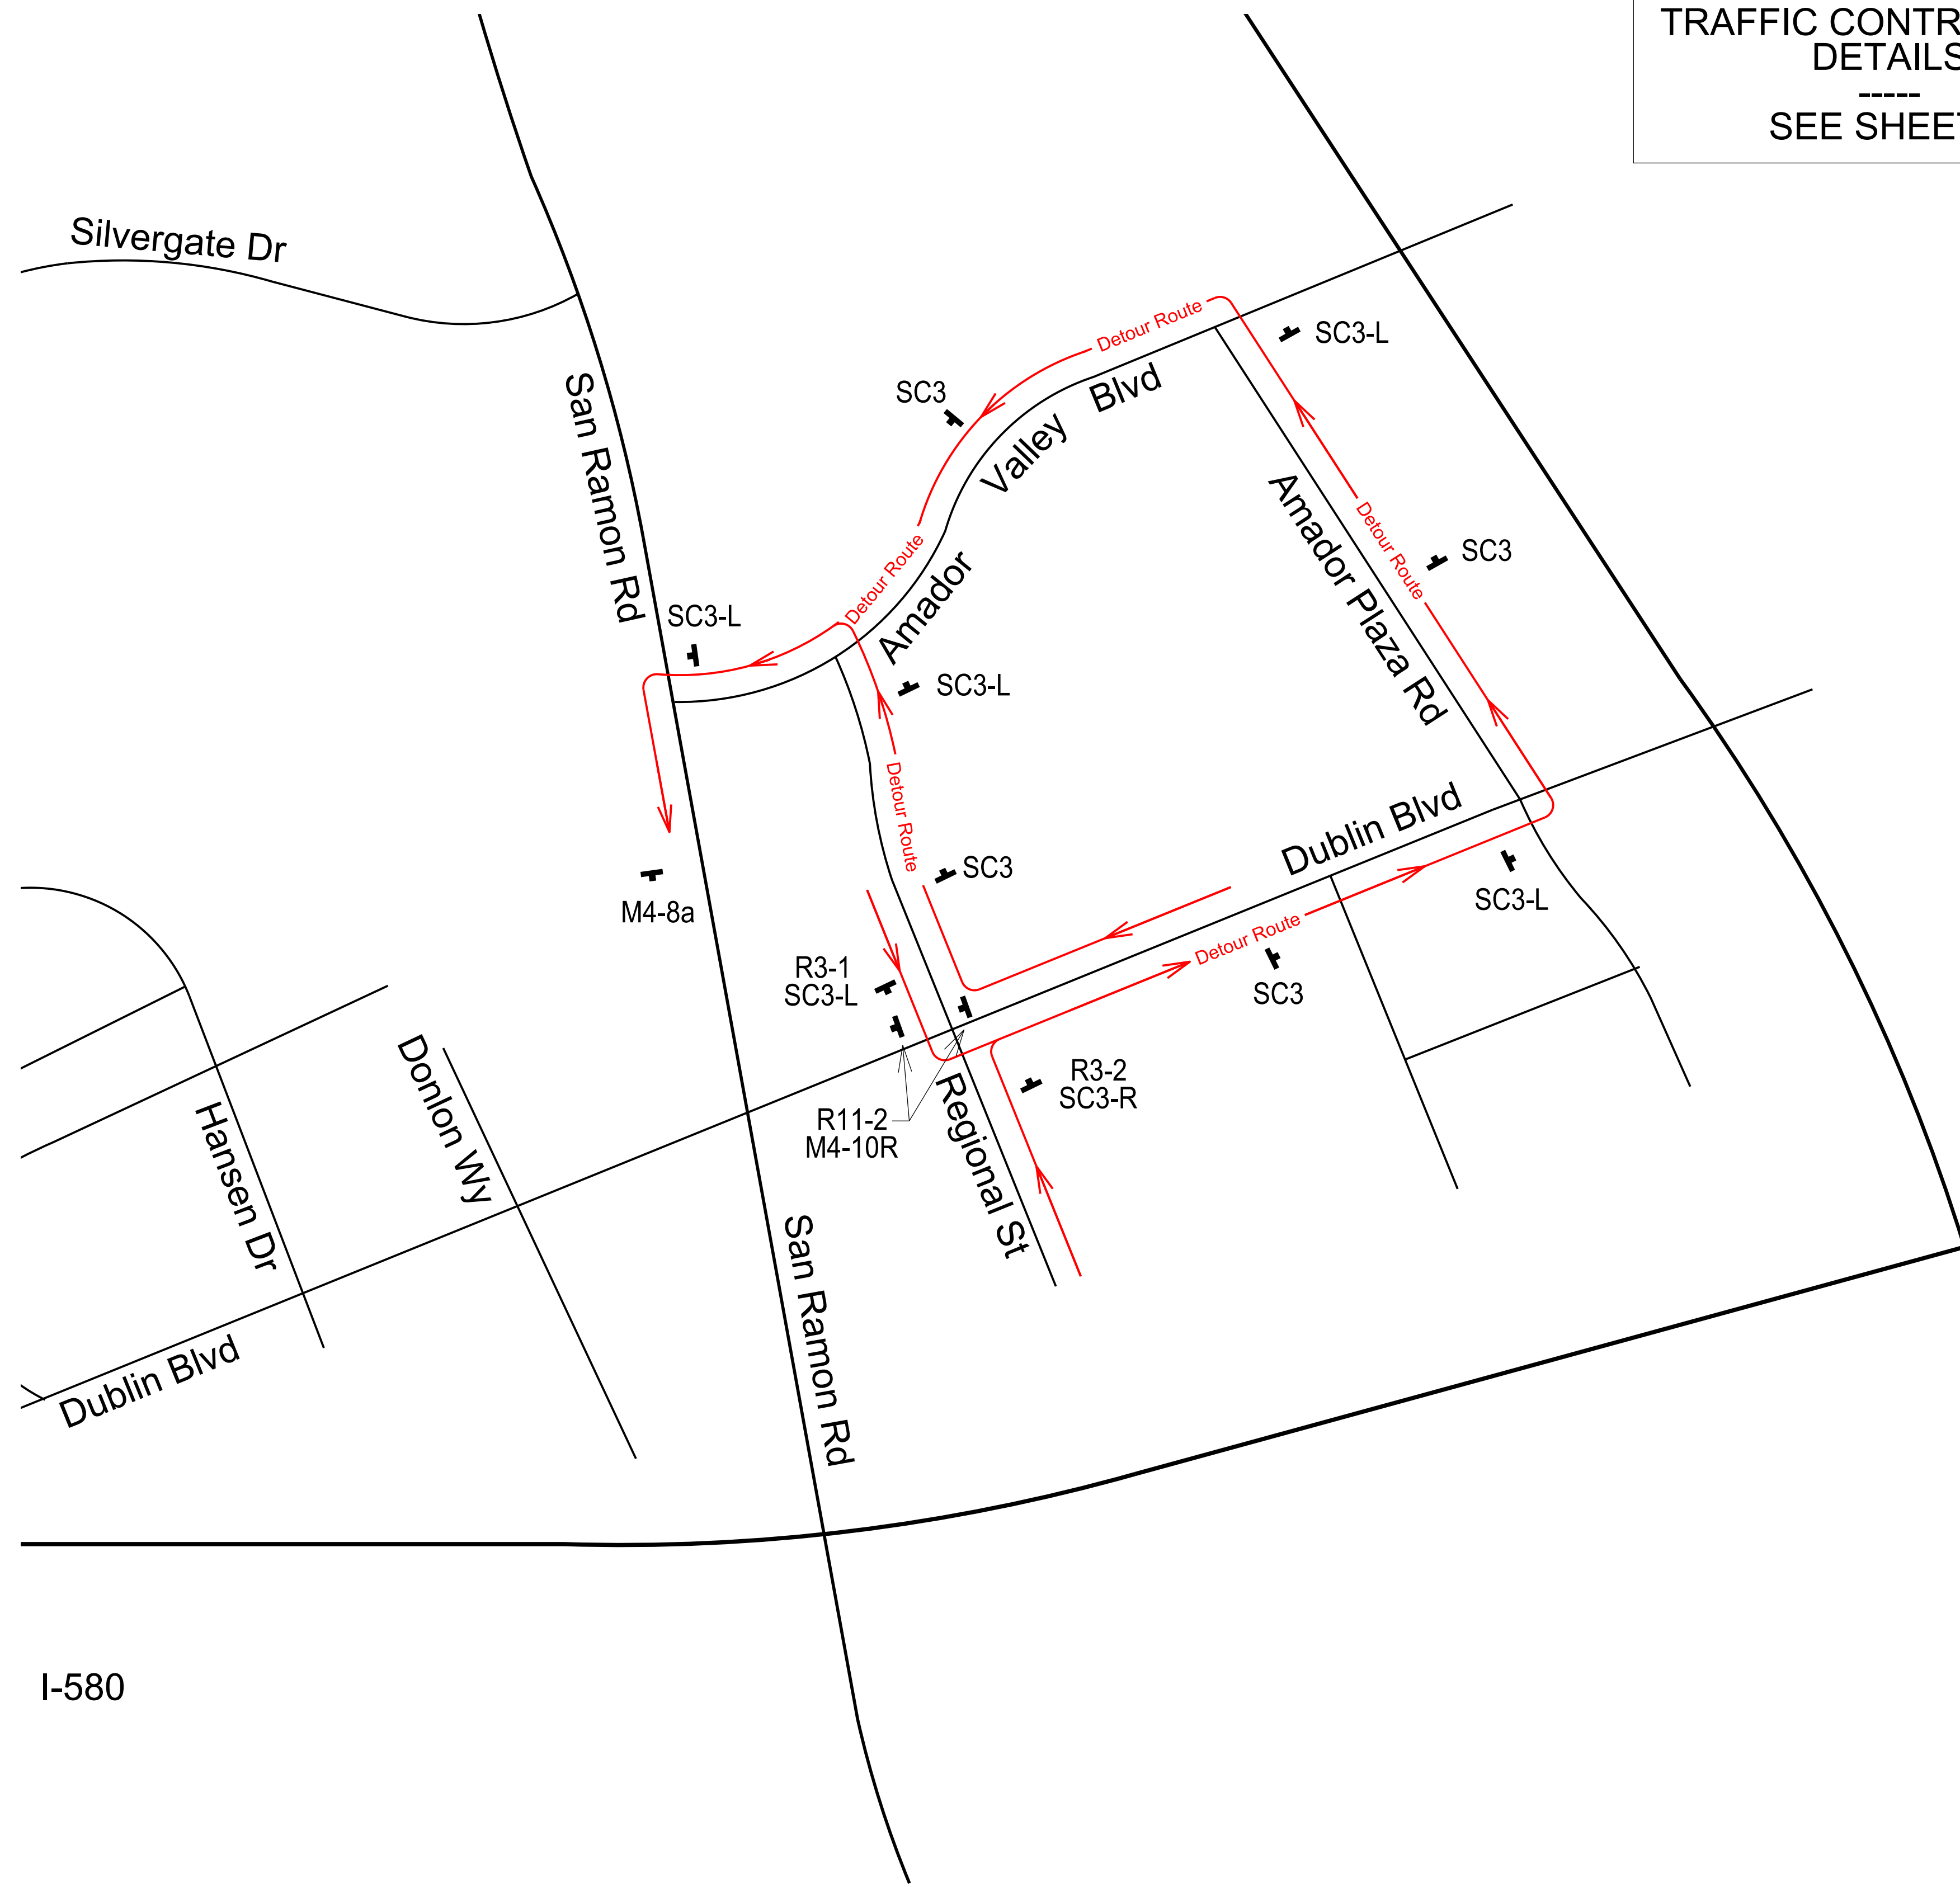 TRAFFIC CONTR
DETAILS
-----
SEE SHEET
Silvergate Dr
San Ramon Rd
Detour Route
SC3-L
SC3
Valley Blvd
Amador
Detour Route
Amador Plaza Rd
Detour Route
SC3
SC3-L
SC3-L
Detour Route
SC3
M4-8a
Dublin Blvd
SC3-L
Detour Route
SC3
R3-1
SC3-L
R3-2
SC3-R
R11-2
M4-10R
Regional St
Donlon Wy
Hansen Dr
San Ramon Rd
Dublin Blvd
I-580